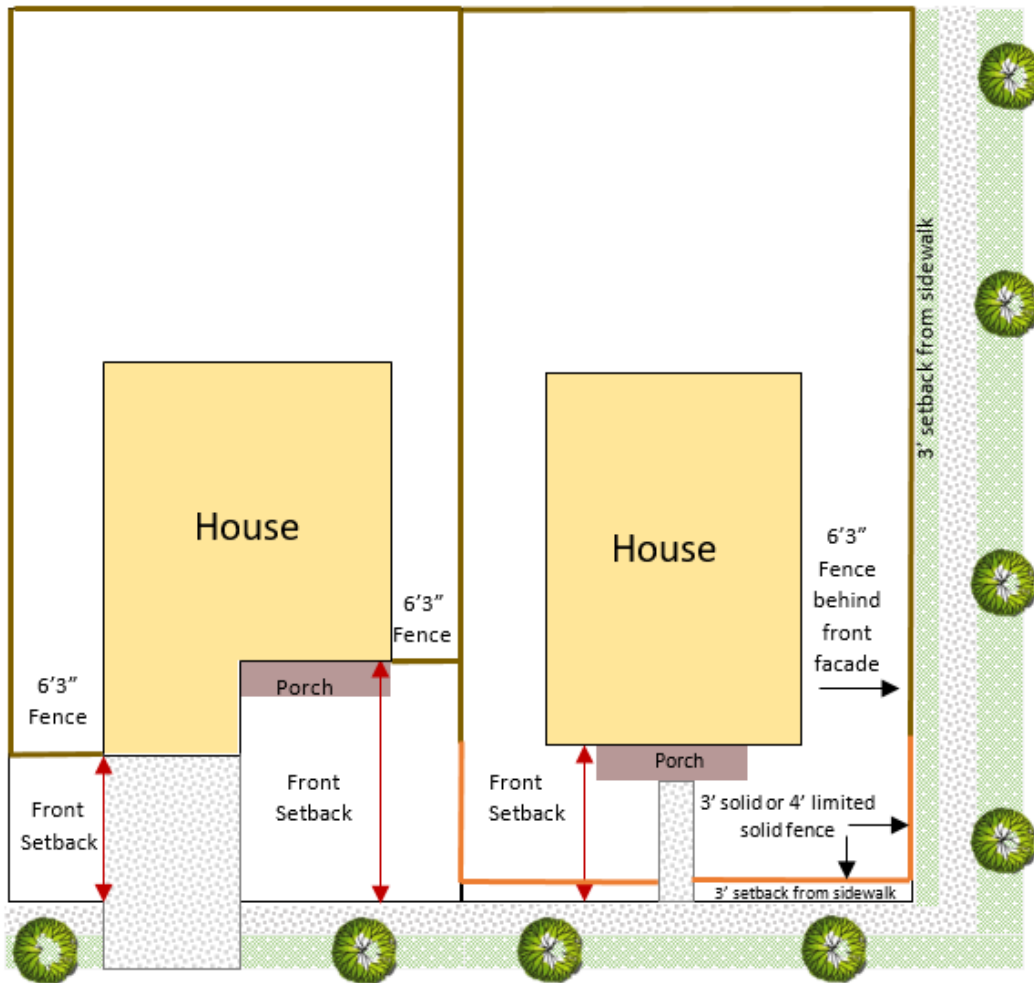 3’ setback from sidewalk
House
House
6’3”
Fence
behind
front
facade
6’3”
Fence
6’3”
Fence
Porch
Porch
Front
Setback
Front
Setback
Front
Setback
3’ solid or 4’ limited
solid fence
3’ setback from sidewalk